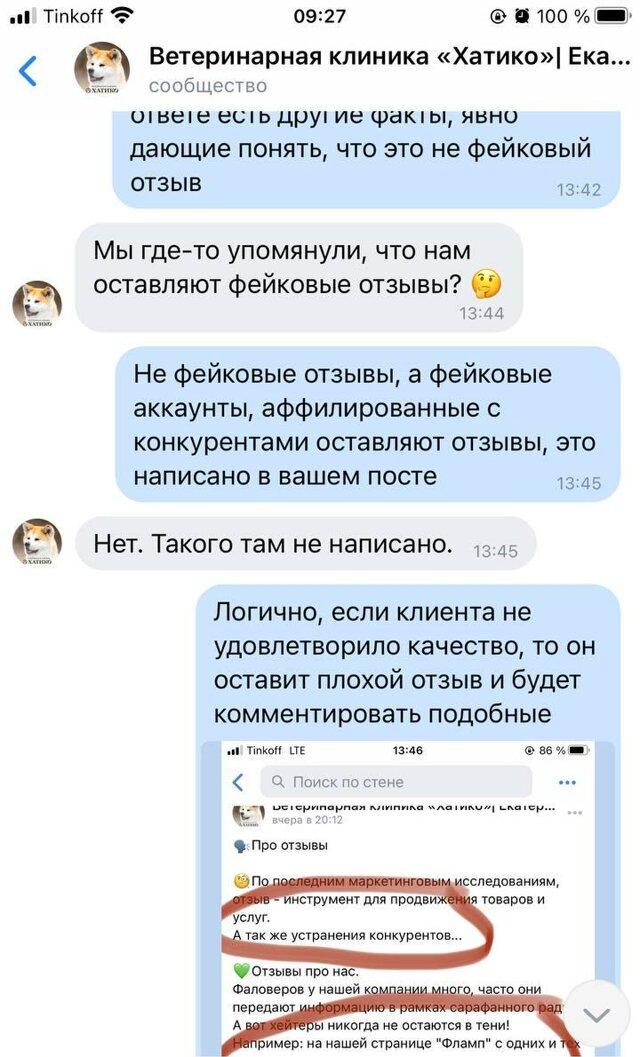 Tinkoff 09:27 100 %
Ветеринарная клиника «Хатико»| Ека...
сообщество
ответе есть другие факты, явно
дающие понять, что это не фейковый
отзыв
13:42
Мы где-то упомянули, что нам
оставляют фейковые отзывы? 🤔
13:44
Не фейковые отзывы, а фейковые
аккаунты, аффилированные с
конкурентами оставляют отзывы, это
написано в вашем посте
13:45
Нет. Такого там не написано. 13:45
Логично, если клиента не
удовлетворило качество, то он
оставит плохой отзыв и будет
комментировать подобные
Tinkoff LTE 13:46 86 %
Поиск по стене
Ветеринарная клиника «Хатико»| Екатер...
вчера в 20:12
🗣Про отзывы
🧐По последним маркетинговым исследованиям,
отзыв - инструмент для продвижения товаров и
услуг.
А так же устранения конкурентов...
💚Отзывы про нас.
Фаловеров у нашей компании много, часто они
передают информацию в рамках сарафанного рад
А вот хейтеры никогда не остаются в тени!
Например: на нашей странице "Фламп" с одних и тех